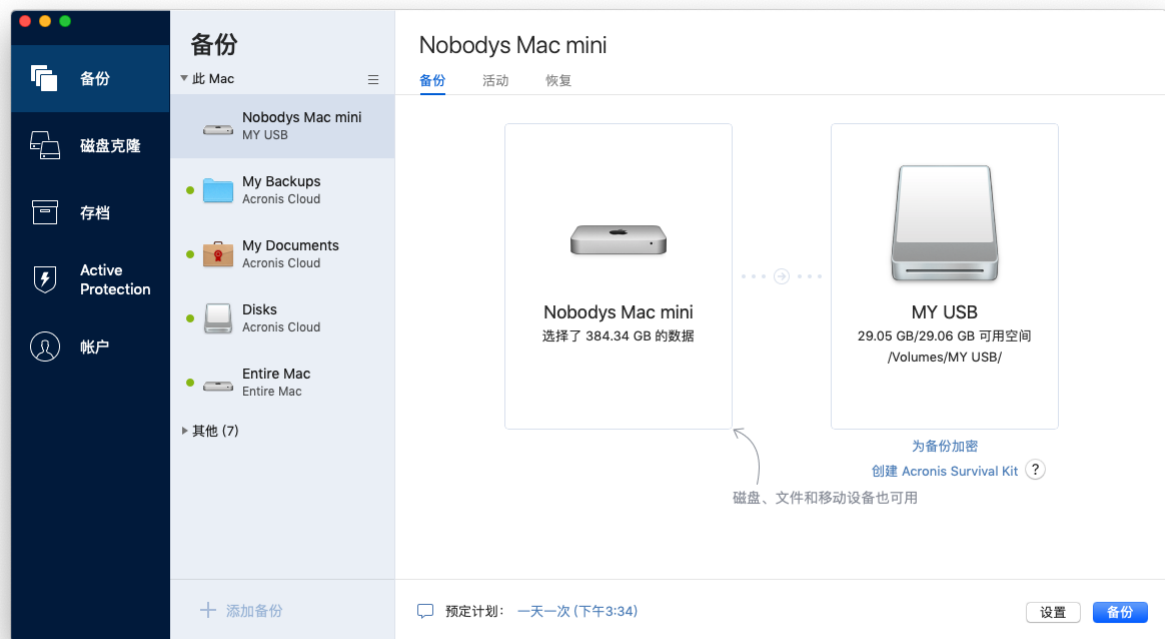 备份
磁盘克隆
存档
Active
Protection
帐户
备份
此 Mac
Nobodys Mac mini
MY USB
My Backups
Acronis Cloud
My Documents
Acronis Cloud
Disks
Acronis Cloud
Entire Mac
Entire Mac
其他 (7)
添加备份
Nobodys Mac mini
备份 活动 恢复
Nobodys Mac mini
选择了 384.34 GB 的数据
MY USB
29.05 GB/29.06 GB 可用空间
/Volumes/MY USB/
为备份加密
创建 Acronis Survival Kit ?
磁盘、文件和移动设备也可用
预定计划: 一天一次 (下午3:34)
设置 备份